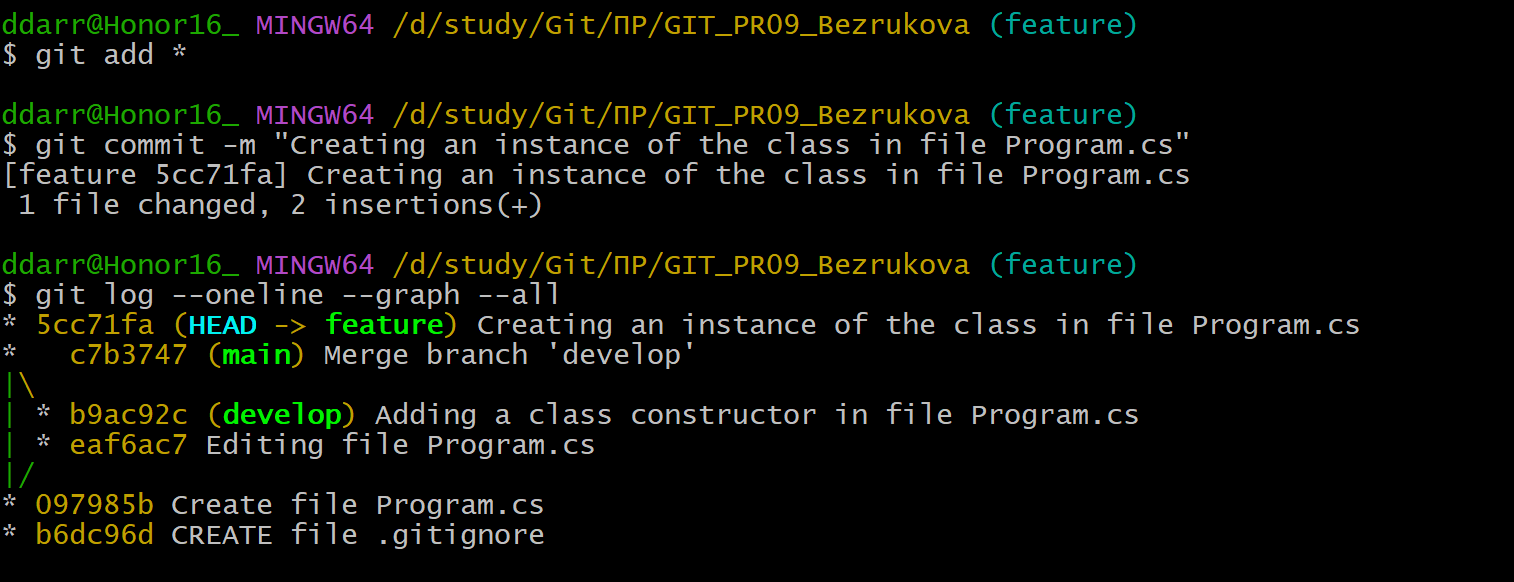 ddarr@Honor16_ MINGW64 /d/study/Git/ПР/GIT_PR09_Bezrukova (feature)
$ git add *
ddarr@Honor16_ MINGW64 /d/study/Git/ПР/GIT_PR09_Bezrukova (feature)
$ git commit -m "Creating an instance of the class in file Program.cs"
[feature 5cc71fa] Creating an instance of the class in file Program.cs
 1 file changed, 2 insertions(+)
ddarr@Honor16_ MINGW64 /d/study/Git/ПР/GIT_PR09_Bezrukova (feature)
$ git log --oneline --graph --all
* 5cc71fa (HEAD -> feature) Creating an instance of the class in file Program.cs
*   c7b3747 (main) Merge branch 'develop'
|\
| * b9ac92c (develop) Adding a class constructor in file Program.cs
| * eaf6ac7 Editing file Program.cs
|/
* 097985b Create file Program.cs
* b6dc96d CREATE file .gitignore